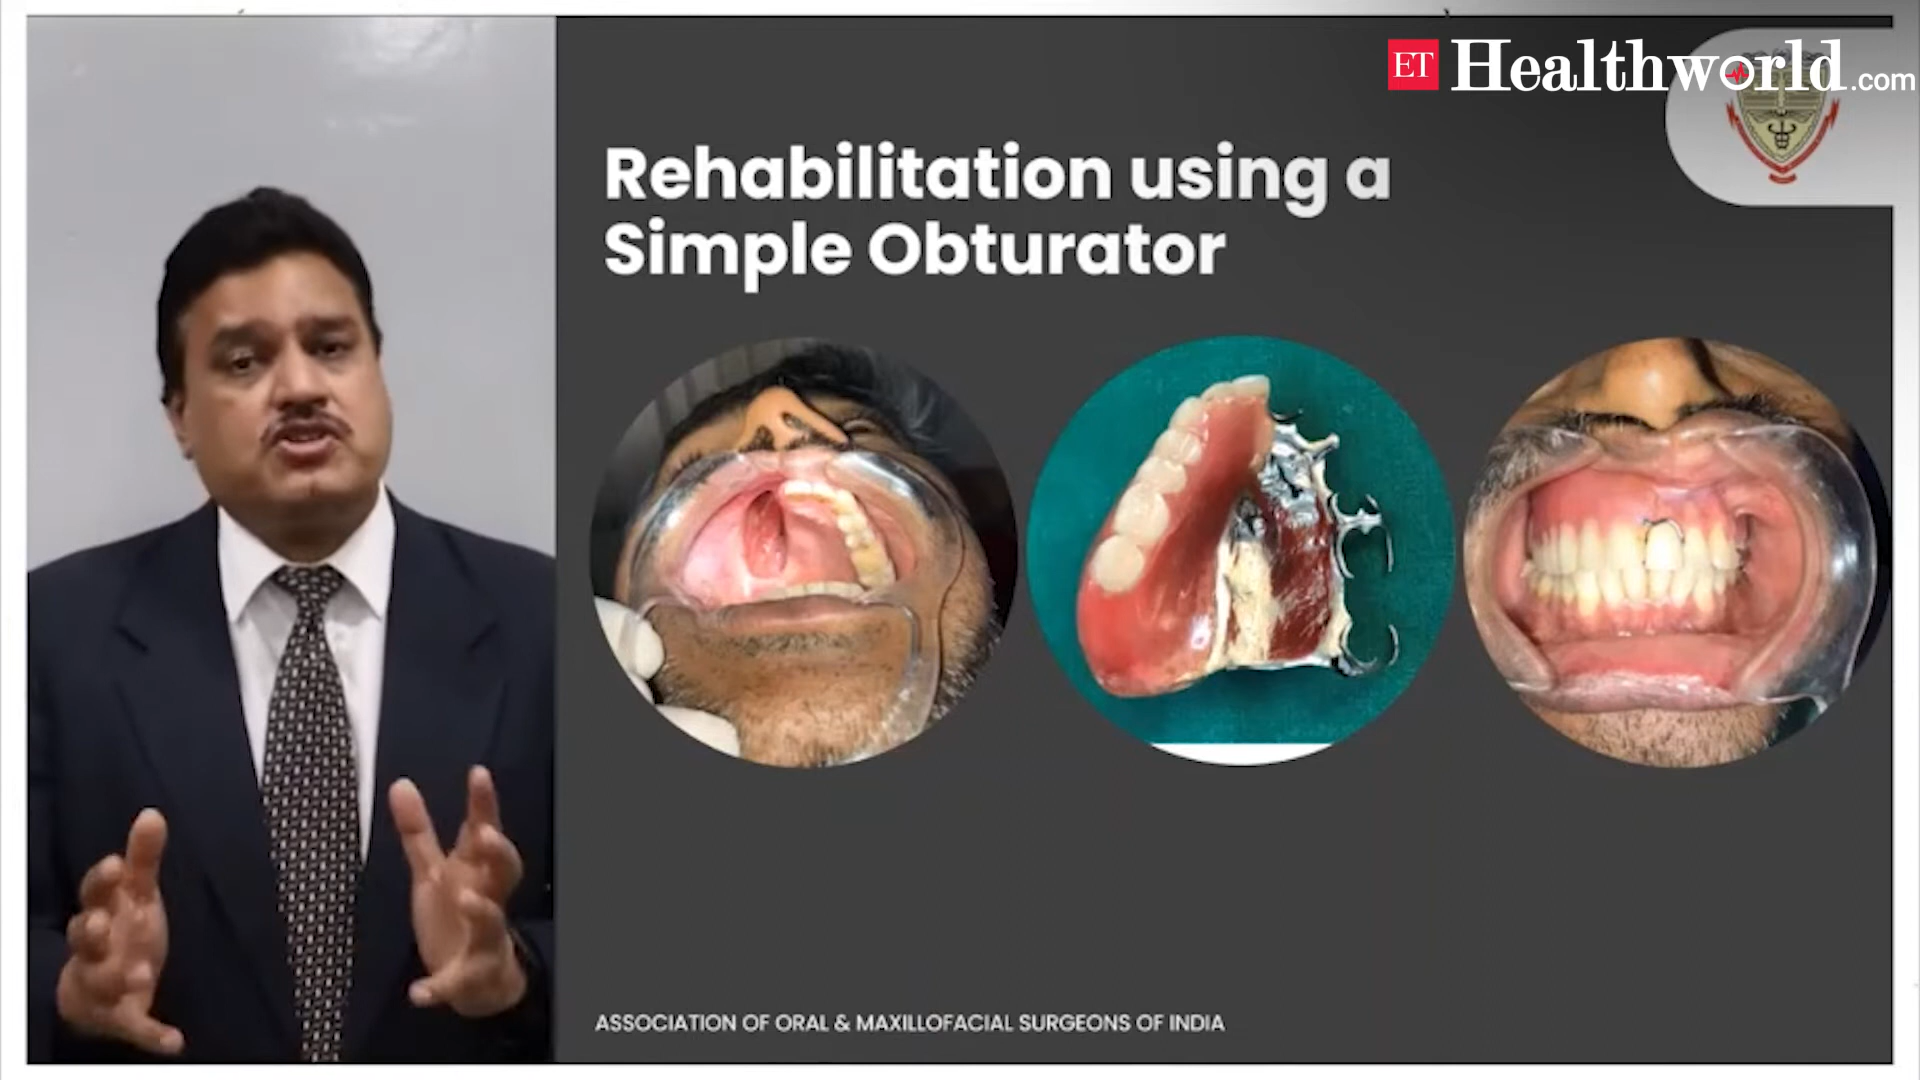 ET Healthworld.com
Rehabilitation using a
Simple Obturator
ASSOCIATION OF ORAL & MAXILLOFACIAL SURGEONS OF INDIA